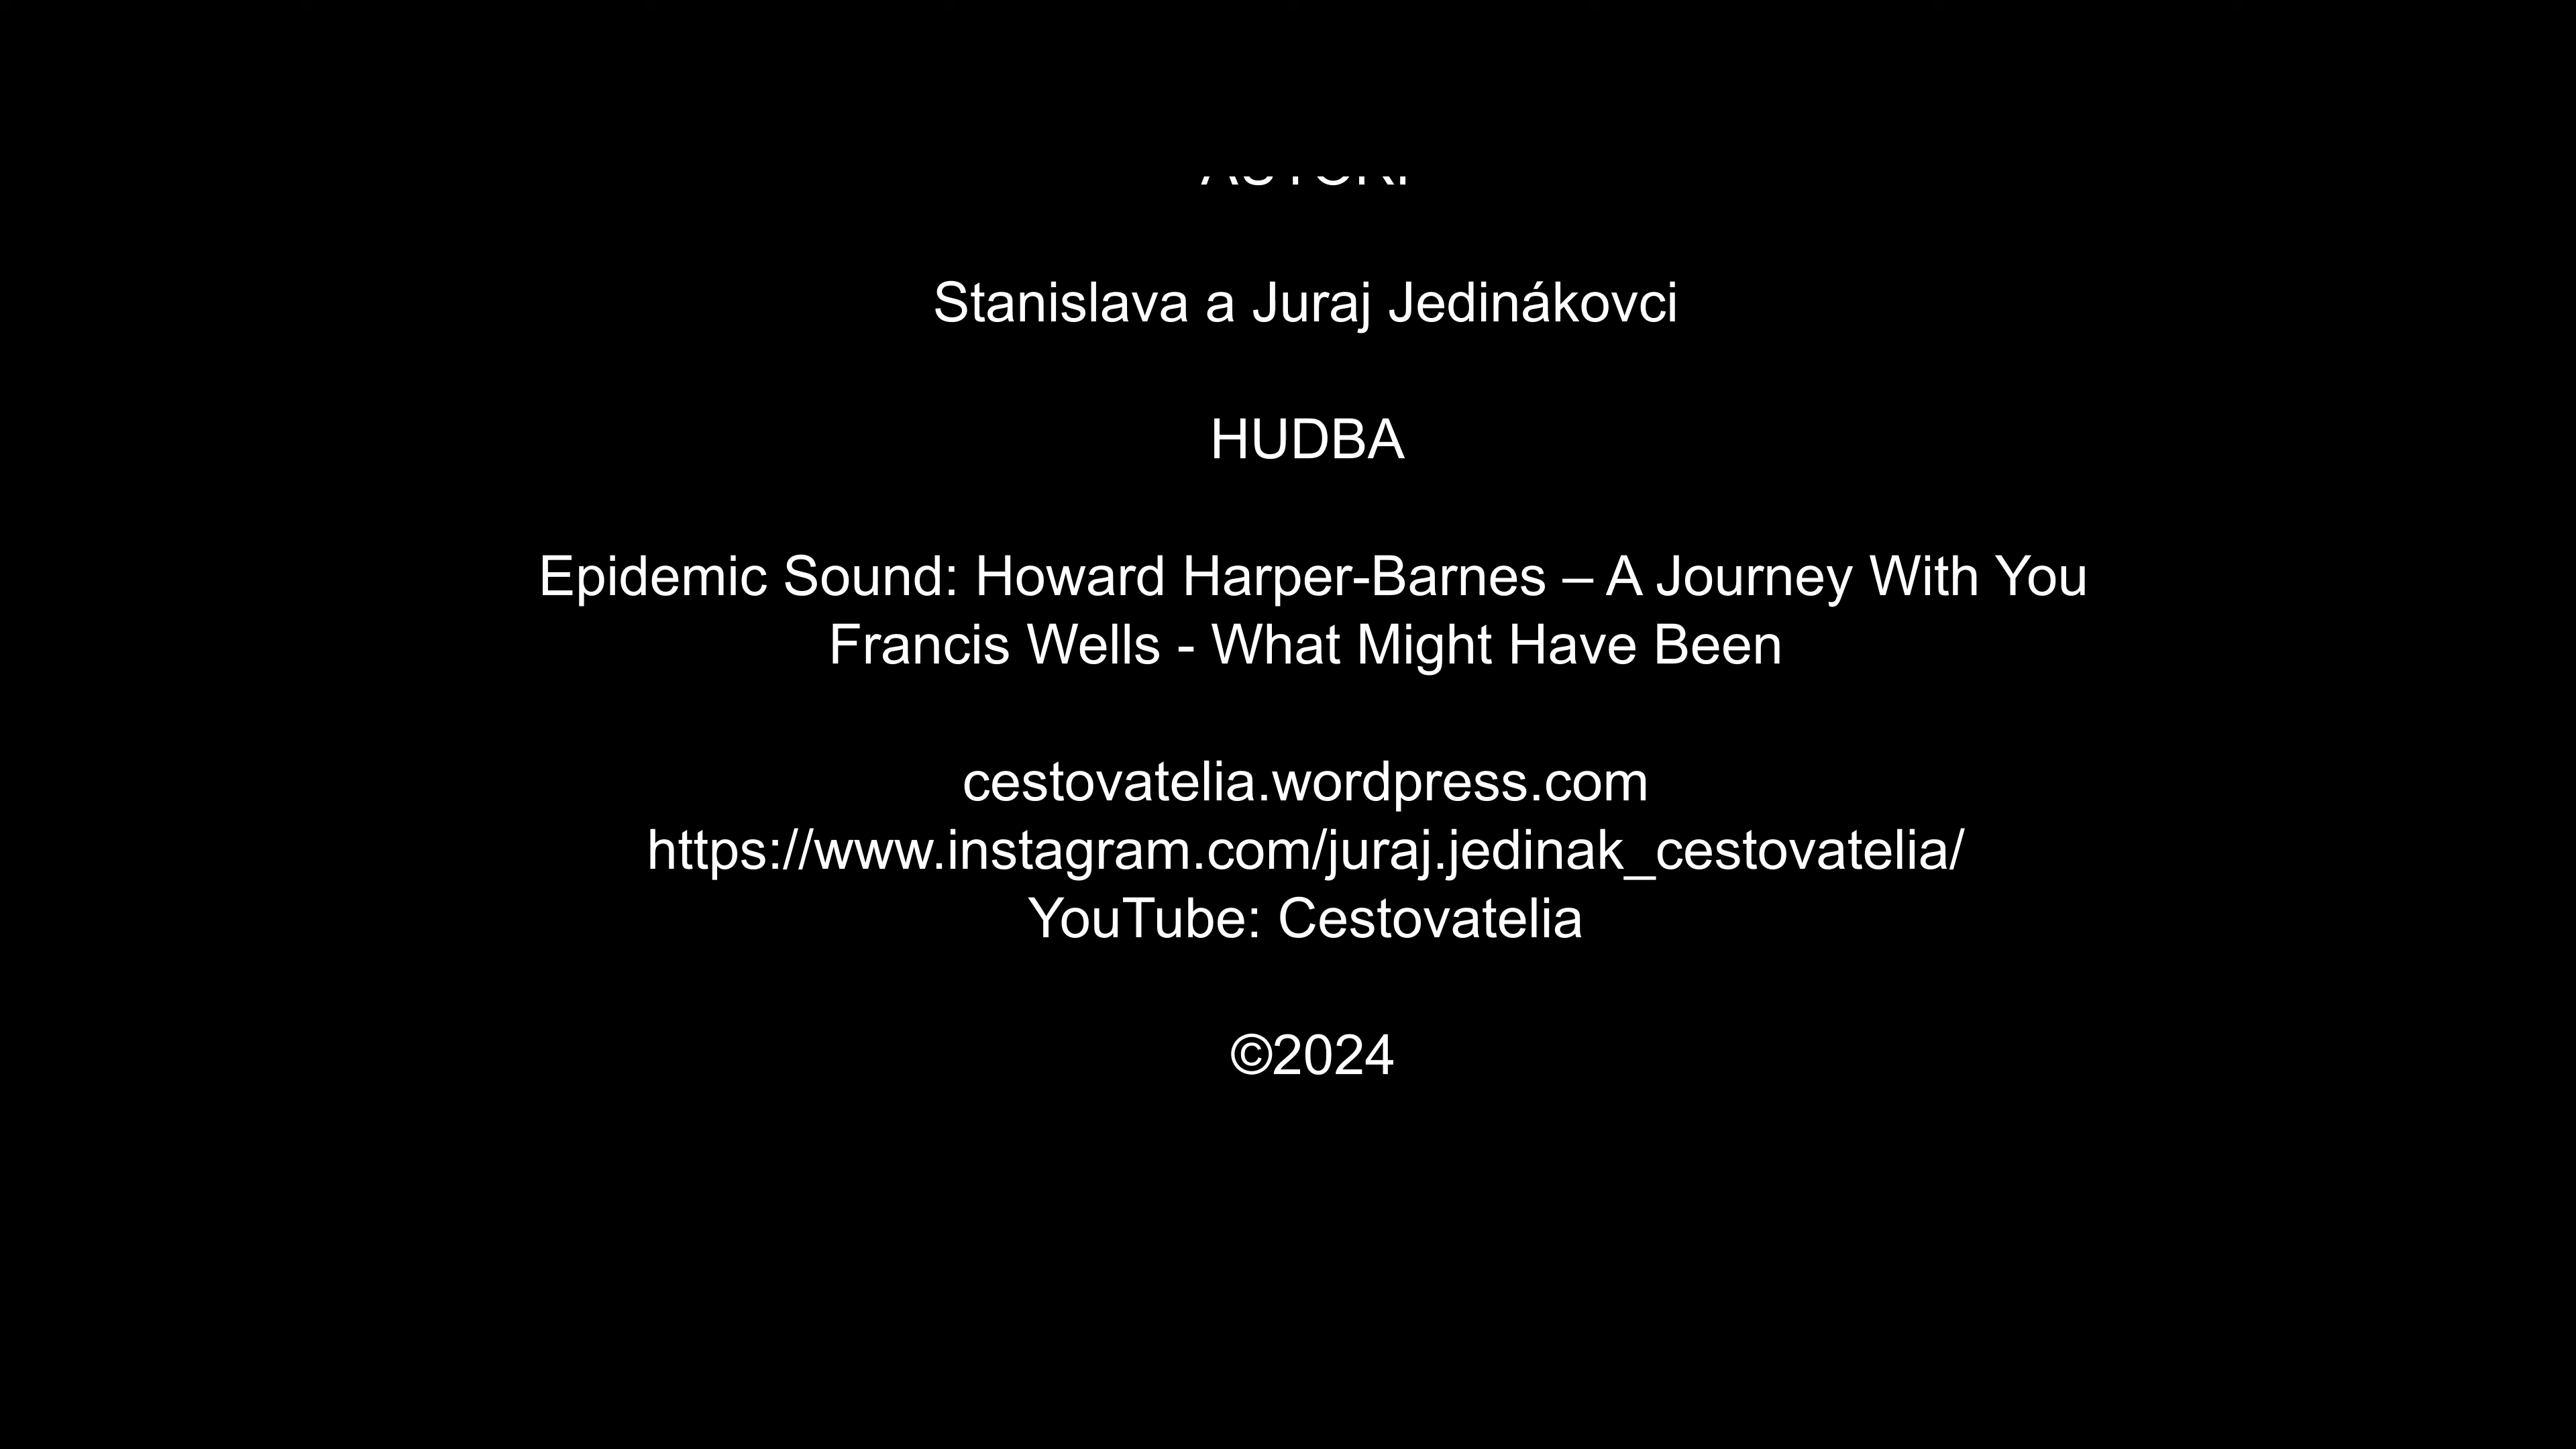 AUTORI
Stanislava a Juraj Jedinákovci
HUDBA
Epidemic Sound: Howard Harper-Barnes – A Journey With You
Francis Wells - What Might Have Been
cestovatelia.wordpress.com
https://www.instagram.com/juraj.jedinak_cestovatelia/
YouTube: Cestovatelia
©2024